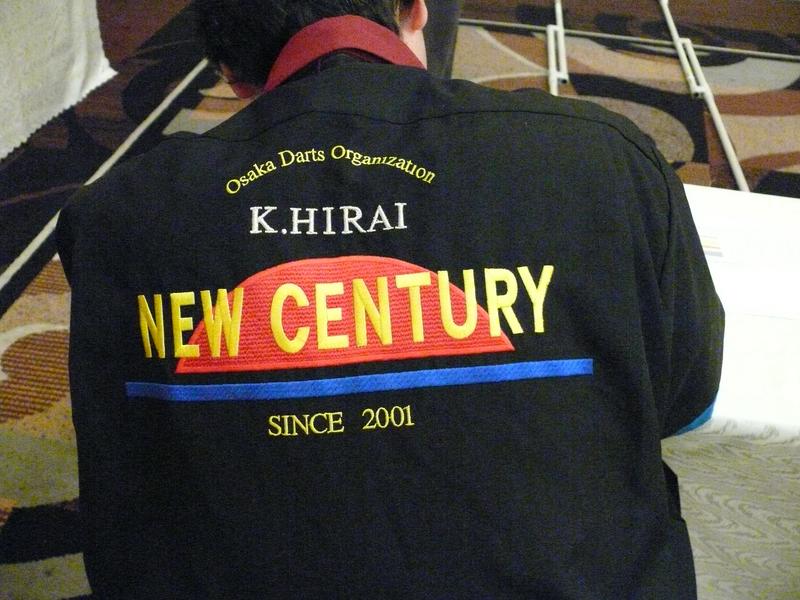 Osaka Darts Organization
K.HIRAI
NEW CENTURY
SINCE 2001